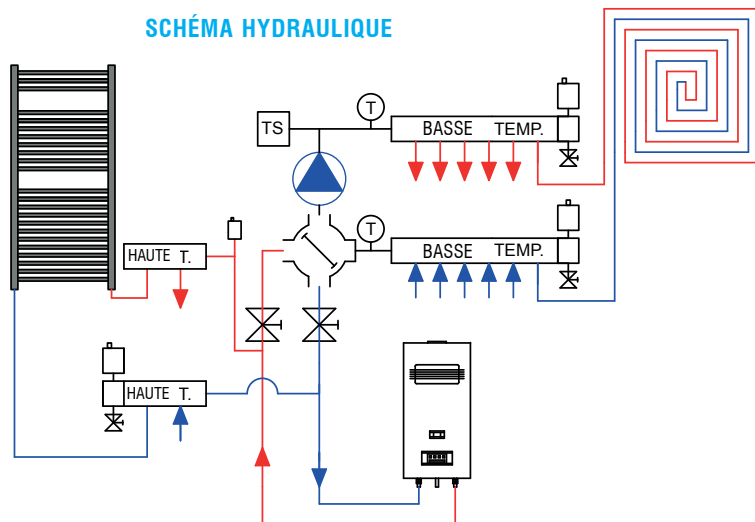 SCHÉMA HYDRAULIQUE
TS
T
BASSE TEMP.
T
BASSE TEMP.
HAUTE T.
HAUTE T.